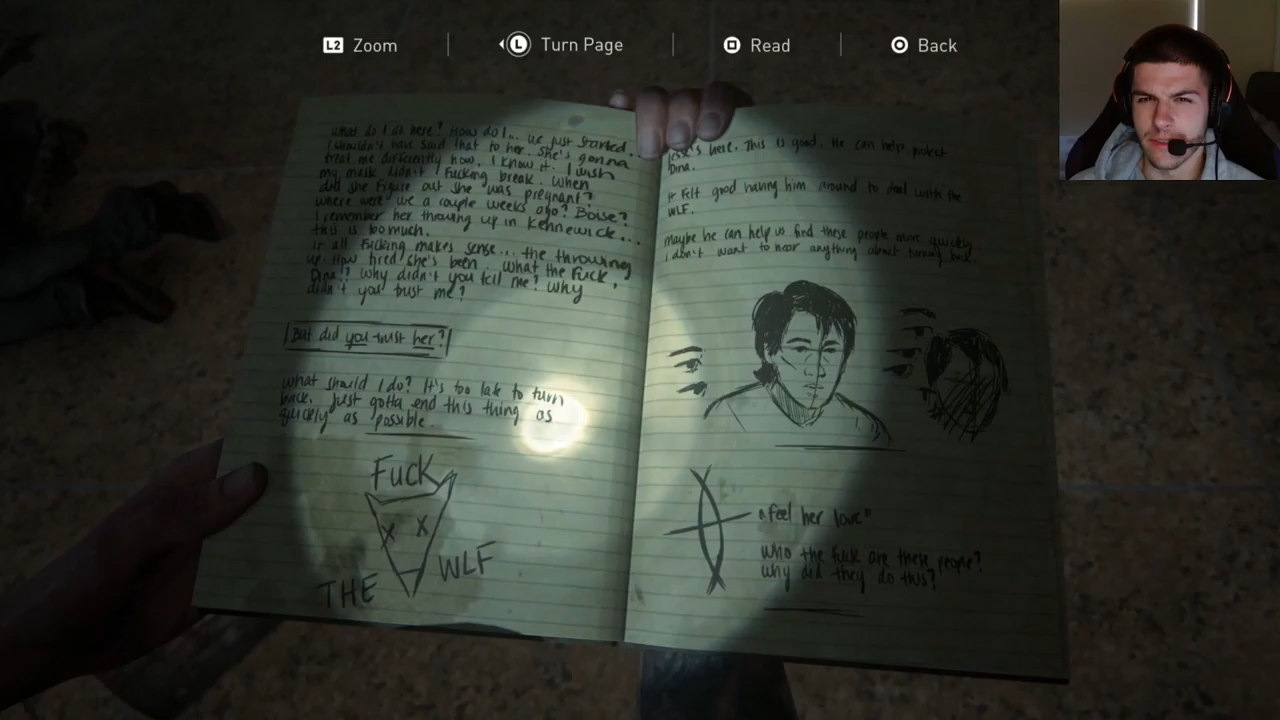 L2 Zoom
L Turn Page
Read
Back
What do I do here? How do I... we just started.
I shouldn't have said that to her. She's gonna
treat me differently now. I know it. I wish
my mask didn't fucking break. When
did she figure out she was pregnant?
where were we a couple weeks ago? Boise?
I remember her throwing up in Kennewick...
this is too much.
it all fucking makes sense... the throwing
up. How tired she's been. What the Fuck,
Dina!? Why didn't you tell me? Why
didn't you trust me?
But did you trust her?
What should I do? It's too late to turn
back. Just gotta end this thing as
quickly as possible.
Fuck
THE
WLF
Jesse's here. This is good. He can help protect
Dina.
It felt good having him around to deal with the
WLF.
Maybe he can help us find these people more quickly.
I don't want to hear anything about turning back.
"Feel her love"
Who the fuck are these people?
Why did they do this?